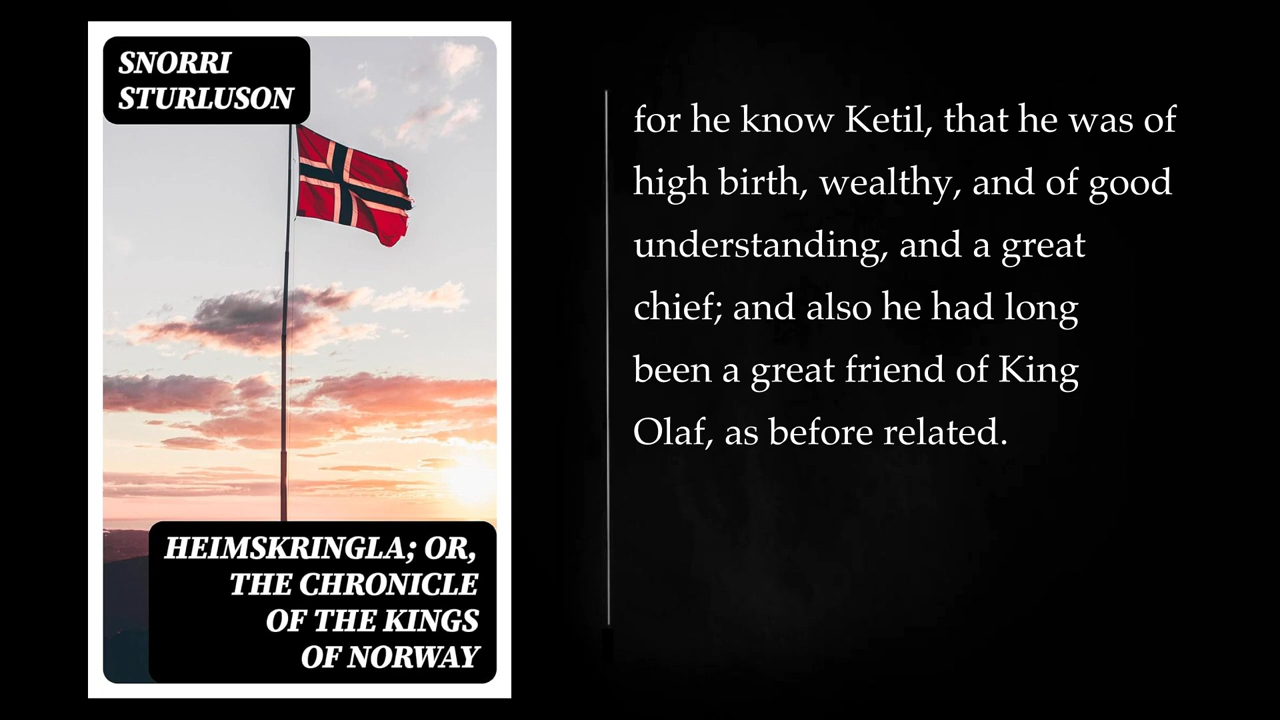 SNORRI
STURLUSON
HEIMSKRINGLA; OR,
THE CHRONICLE
OF THE KINGS
OF NORWAY
for he know Ketil, that he was of
high birth, wealthy, and of good
understanding, and a great
chief; and also he had long
been a great friend of King
Olaf, as before related.